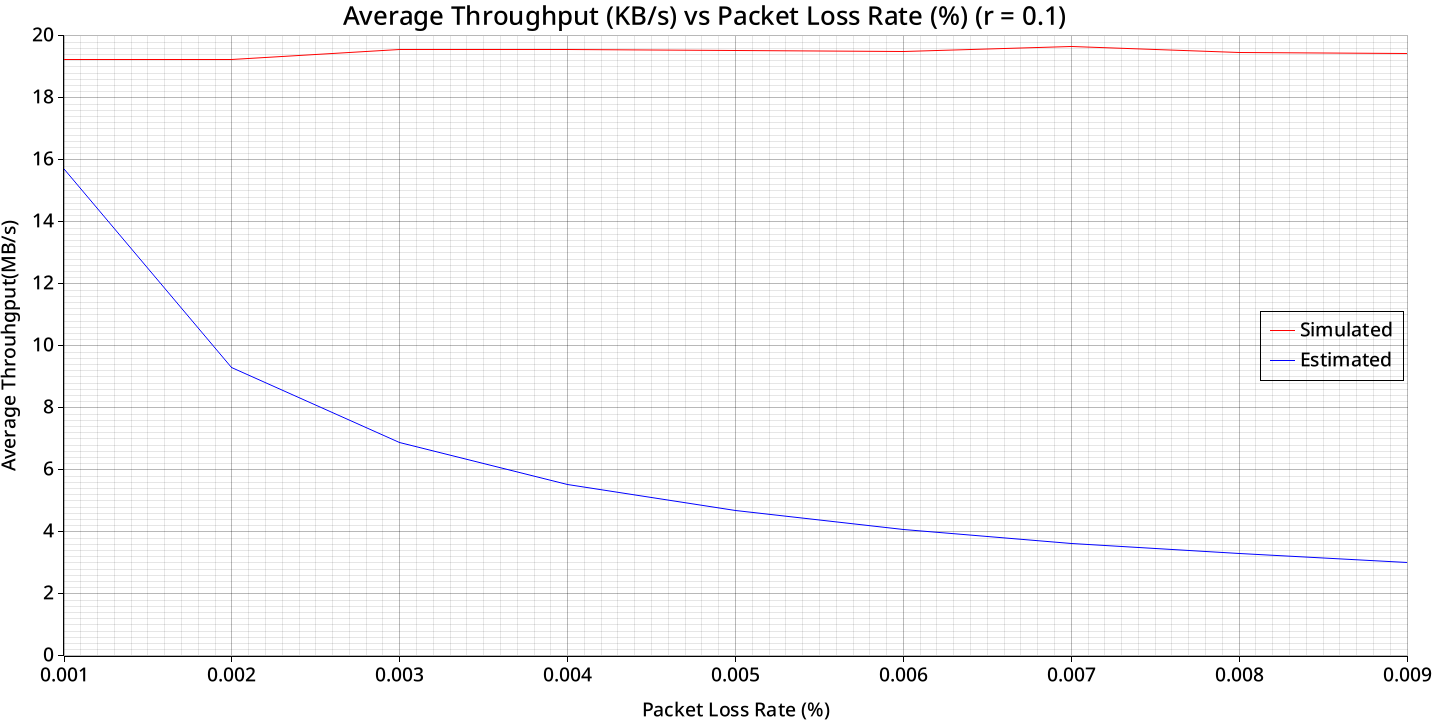 Average Throughput (KB/s) vs Packet Loss Rate (%) (r = 0.1)
20
18
16
14
12
10
8
6
4
2
0
Average Throuhgput(MB/s)
Simulated
Estimated
0.001 0.002 0.003 0.004 0.005 0.006 0.007 0.008 0.009
Packet Loss Rate (%)